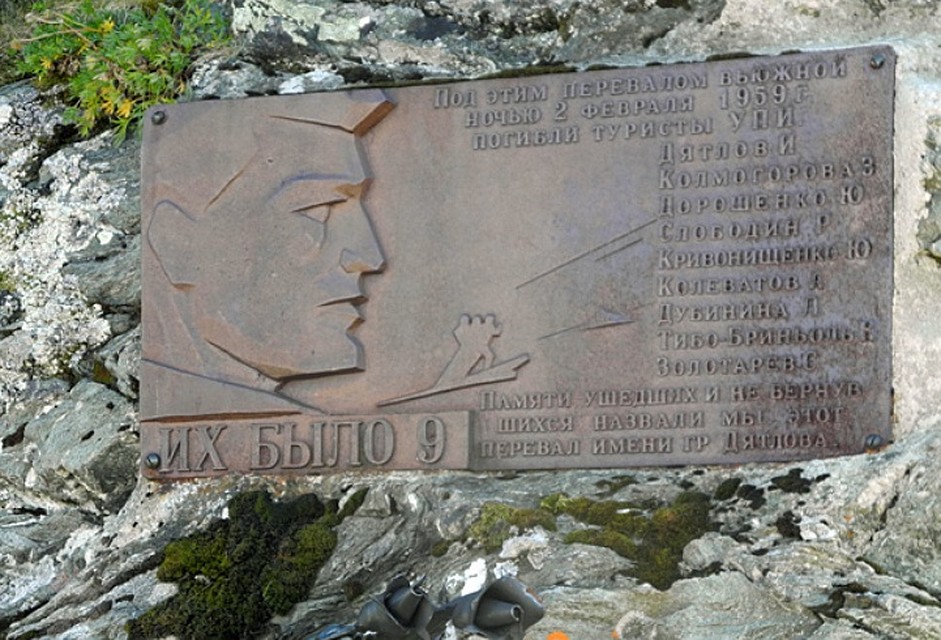 Под этим перевалом вьюжной
ночью 2 февраля 1959 г.
погибли туристы УПИ
Дятлов И
Колмогорова З
Дорошенко Ю
Слободин Р
Кривонищенко Ю
Колеватов А
Дубинина Л
Тибо-Бриньоль Н
Золотарев С
Памяти ушедших и не вернув
шихся назвали мы этот
перевал имени гр Дятлова.
ИХ БЫЛО 9